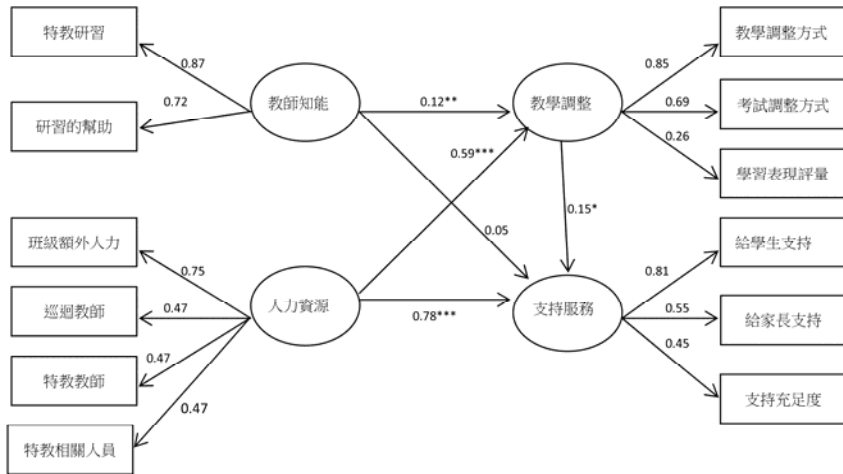 特教研習
0.87
研習的幫助
0.72
教師知能
0.12**
教學調整
0.85
教學調整方式
0.69
考試調整方式
0.26
學習表現評量
0.59***
0.05
0.15*
班級額外人力
0.75
巡迴教師
0.47
特教教師
0.47
特教相關人員
0.47
人力資源
0.78***
支持服務
0.81
給學生支持
0.55
給家長支持
0.45
支持充足度